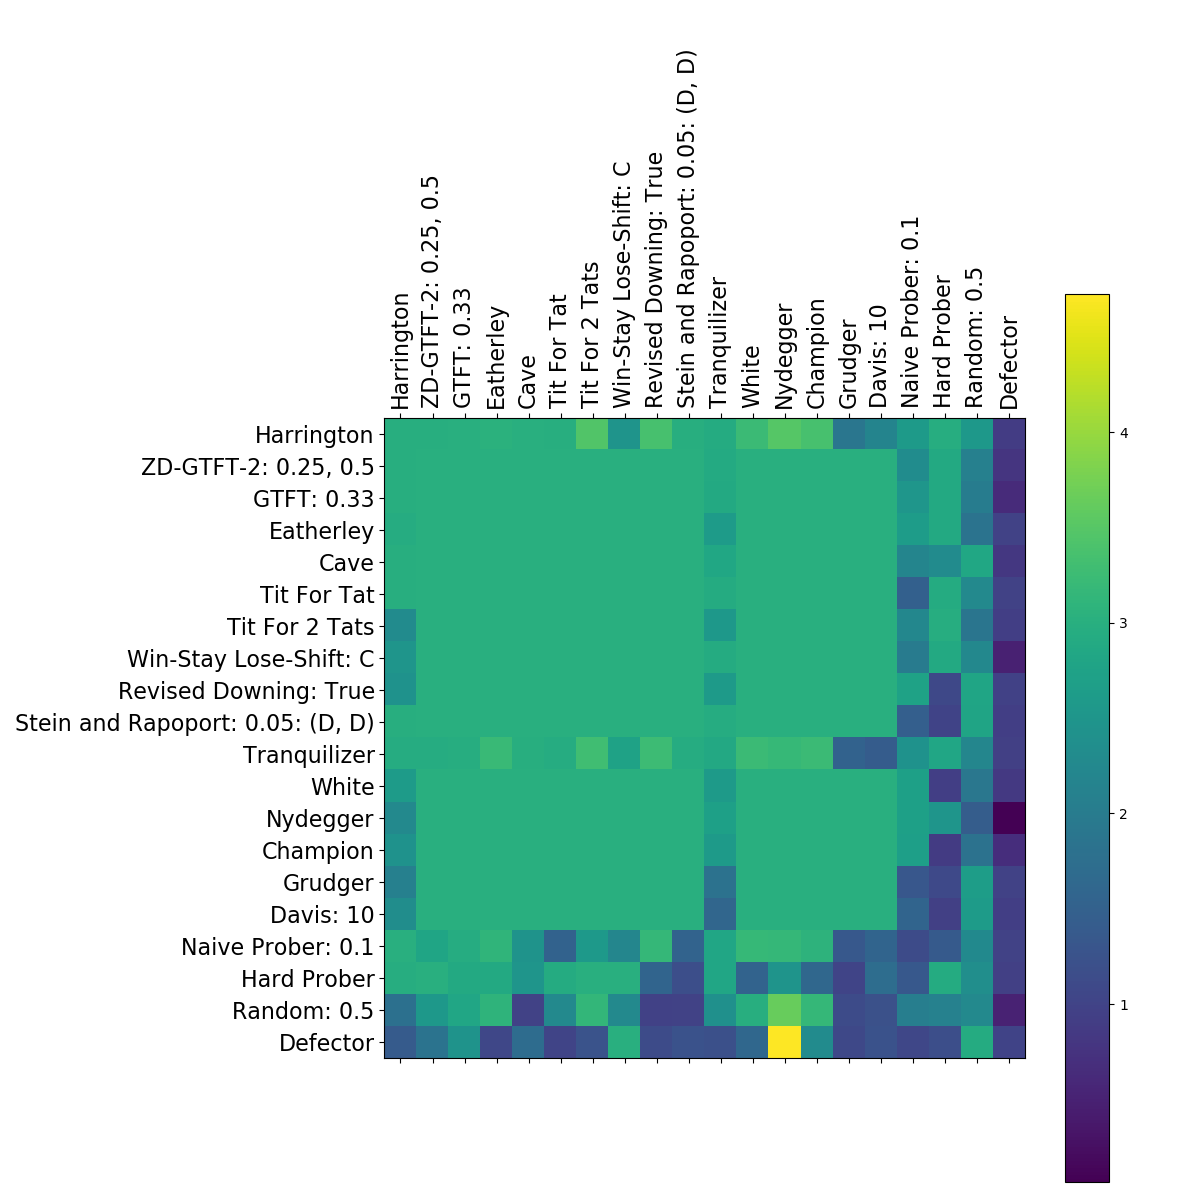 Harrington
ZD-GTFT-2: 0.25, 0.5
GTFT: 0.33
Eatherley
Cave
Tit For Tat
Tit For 2 Tats
Win-Stay Lose-Shift: C
Revised Downing: True
Stein and Rapoport: 0.05: (D, D)
Tranquilizer
White
Nydegger
Champion
Grudger
Davis: 10
Naive Prober: 0.1
Hard Prober
Random: 0.5
Defector
Harrington
ZD-GTFT-2: 0.25, 0.5
GTFT: 0.33
Eatherley
Cave
Tit For Tat
Tit For 2 Tats
Win-Stay Lose-Shift: C
Revised Downing: True
Stein and Rapoport: 0.05: (D, D)
Tranquilizer
White
Nydegger
Champion
Grudger
Davis: 10
Naive Prober: 0.1
Hard Prober
Random: 0.5
Defector
4
3
2
1